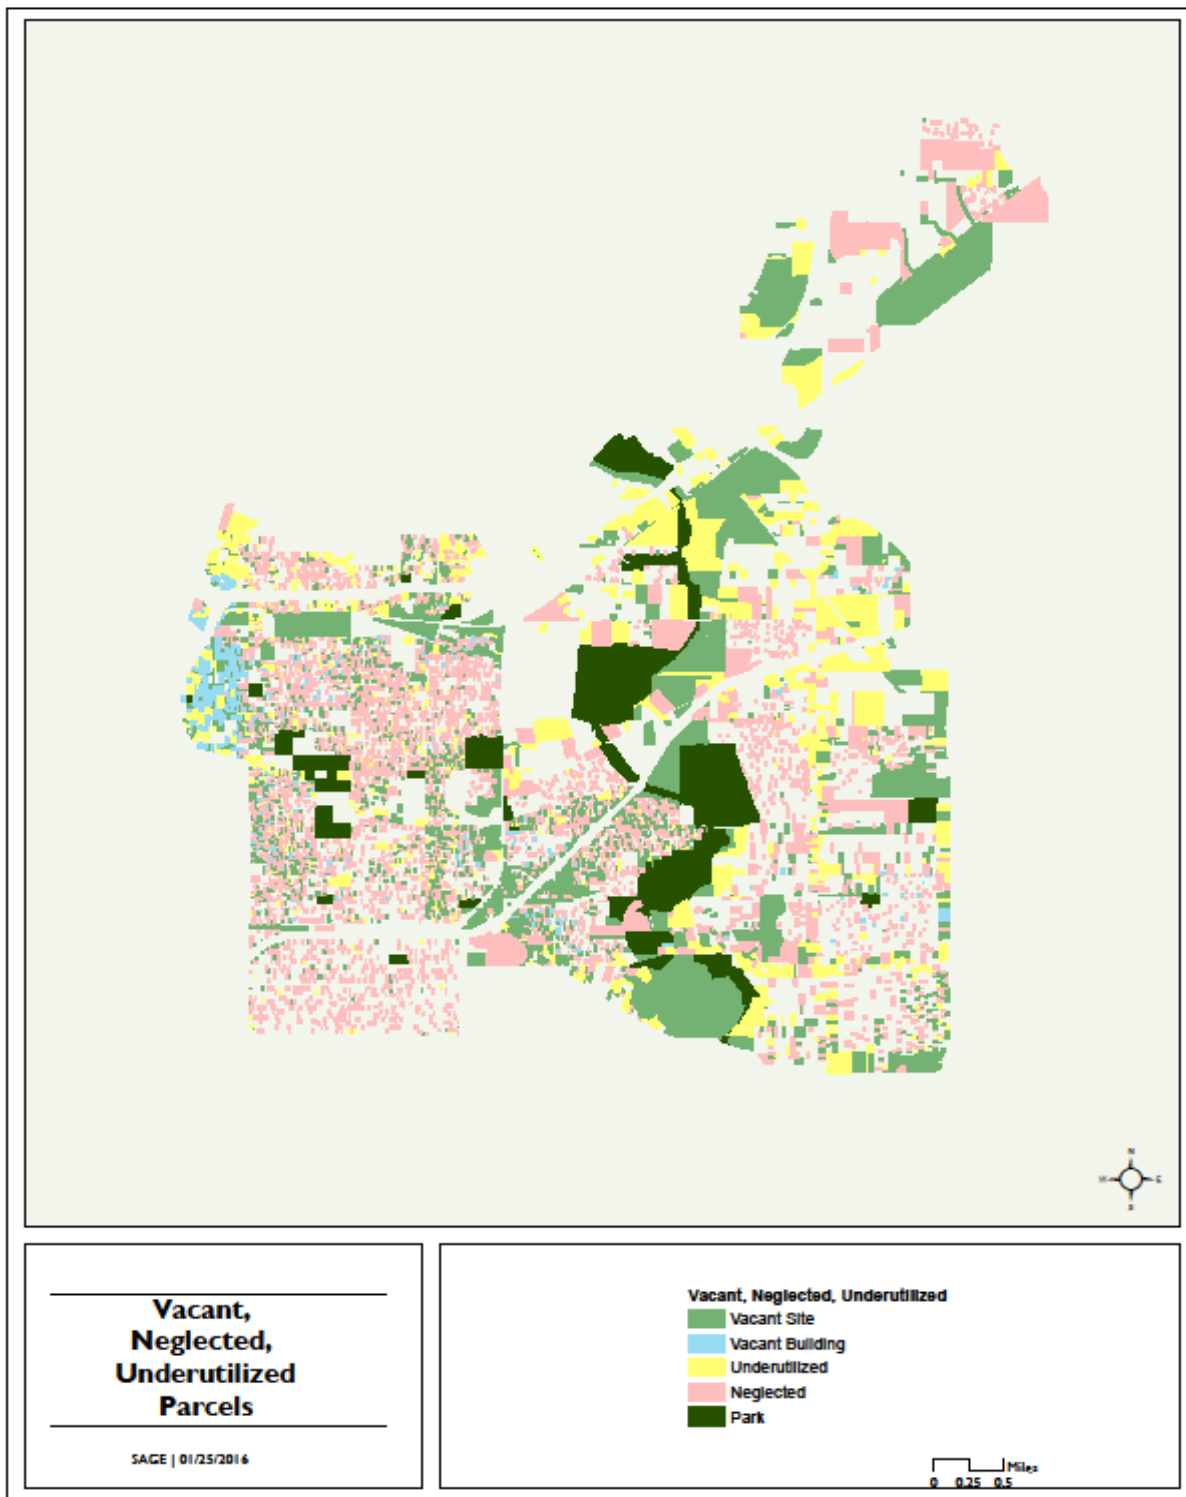 N
W
E
S
Vacant,
Neglected,
Underutilized
Parcels
SAGE | 01/25/2016
Vacant, Neglected, Underutilized
Vacant Site
Vacant Building
Underutilized
Neglected
Park
Miles
0 0.25 0.5